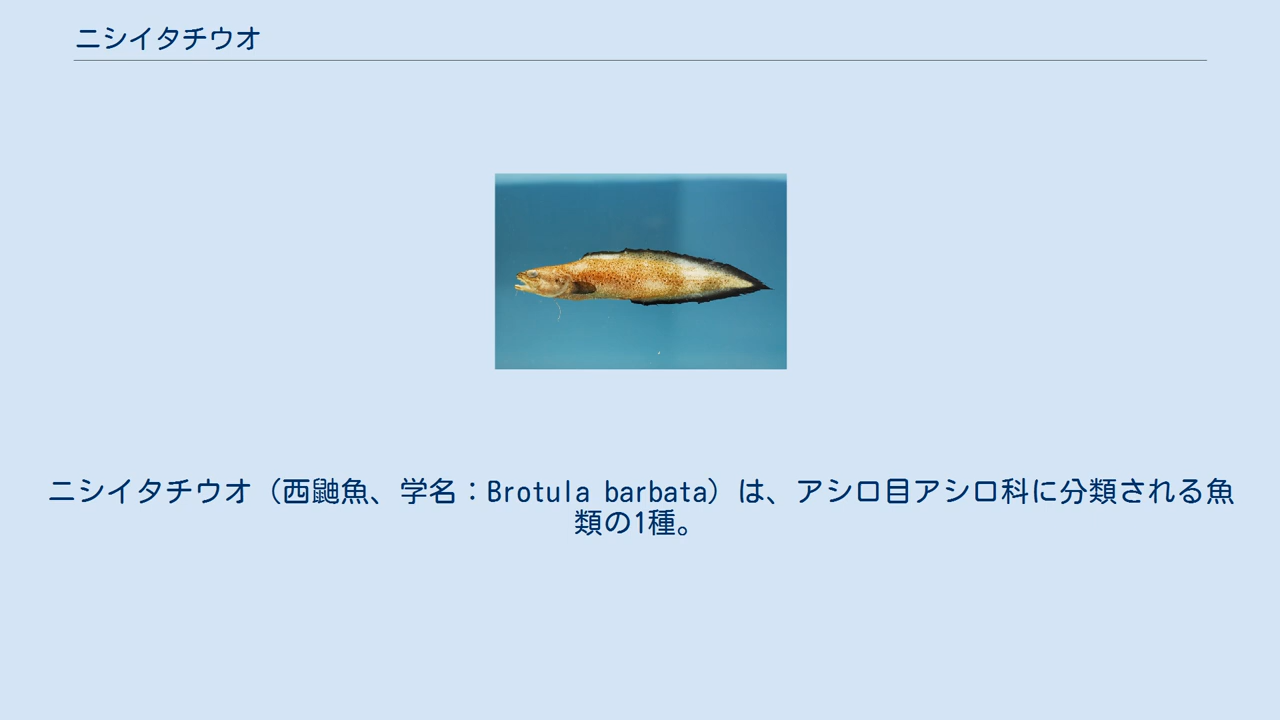 ニシイタチウオ
ニシイタチウオ（西鼬魚、学名：Brotula barbata）は、アシロ目アシロ科に分類される魚
類の1種。